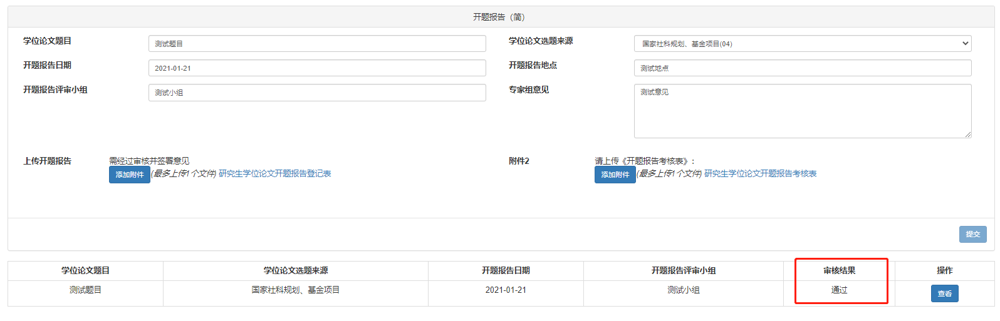 开题报告（简）
学位论文题目 测试题目 学位论文选题来源 国家社科规划、基金项目(04)
开题报告日期 2021-01-21 开题报告地点 测试地点
开题报告评审小组 测试小组 专家组意见 测试意见
上传开题报告 需经过审核并签署意见 附件2 请上传《开题报告考核表》:
添加附件 (最多上传1个文件) 研究生学位论文开题报告登记表 添加附件 (最多上传1个文件) 研究生学位论文开题报告考核表
提交
学位论文题目 学位论文选题来源 开题报告日期 开题报告评审小组 审核结果 操作
测试题目 国家社科规划、基金项目 2021-01-21 测试小组 通过 查看